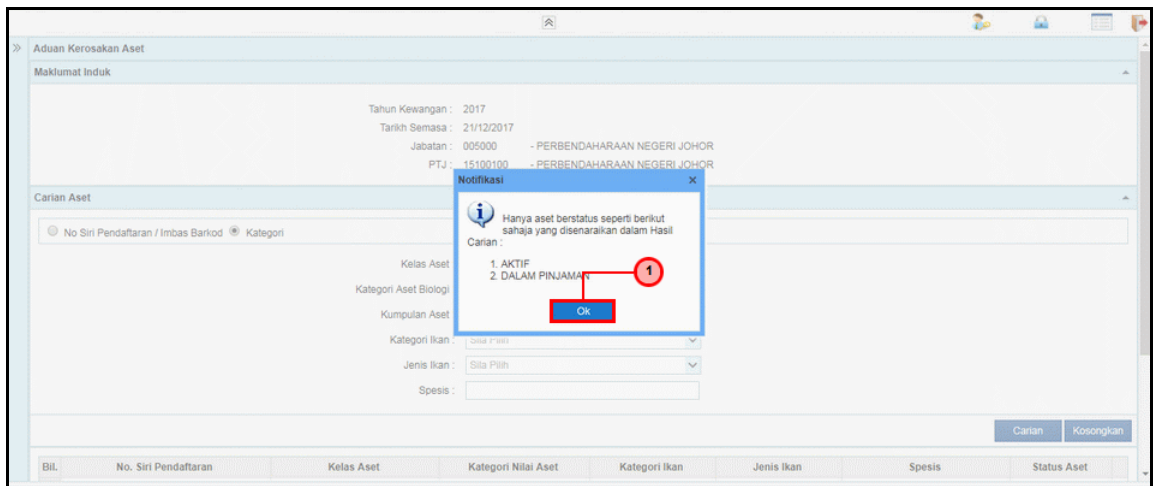 Aduan Kerosakan Aset
Maklumat Induk
Tahun Kewangan : 2017
Tarikh Semasa : 21/12/2017
Jabatan : 005000 - PERBENDAHARAAN NEGERI JOHOR
PTJ : 15100100 - PERBENDAHARAAN NEGERI JOHOR
Notifikasi
Hanya aset berstatus seperti berikut
sahaja yang disenaraikan dalam Hasil
Carian :
1. AKTIF
2. DALAM PINJAMAN
1
Ok
Carian Aset
No Siri Pendaftaran / Imbas Barkod Kategori
Kelas Aset
Kategori Aset Biologi
Kumpulan Aset
Kategori Ikan : Sila Pilih
Jenis Ikan : Sila Pilih
Spesis :
Carian Kosongkan
Bil. No. Siri Pendaftaran Kelas Aset Kategori Nilai Aset Kategori Ikan Jenis Ikan Spesis Status Aset